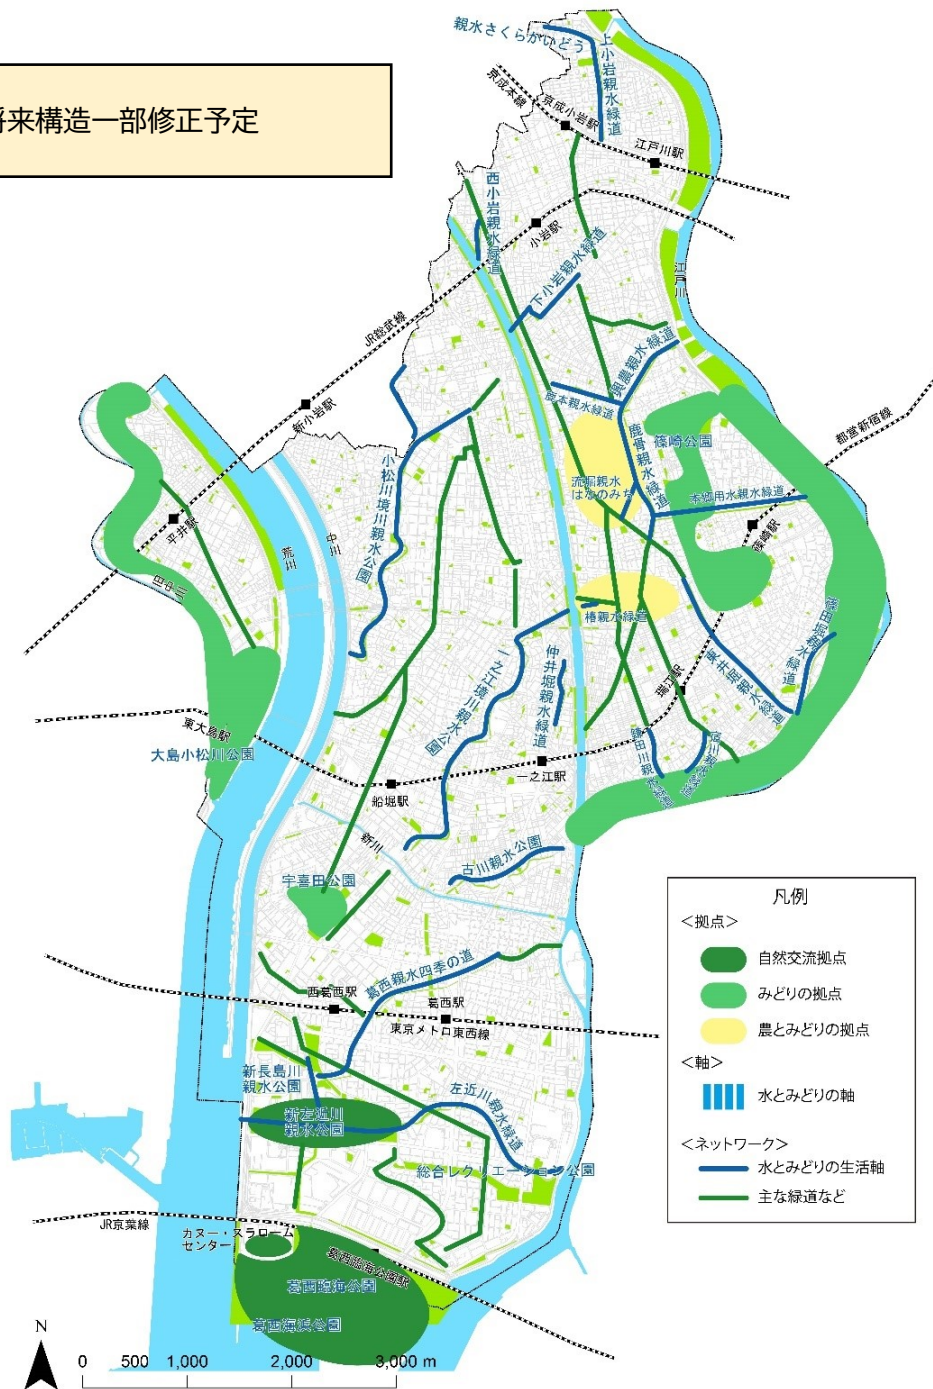 将来構造一部修正予定
親水さくらかいどう
上小岩親水緑道
京成本線
京成小岩駅
江戸川駅
西小岩親水緑道
小岩駅
下小岩親水緑道
江戸川
JR総武線
新小岩駅
興農親水緑道
都営新宿線
鹿骨親水緑道
篠崎公園
小松川境川親水公園
流堀親水
はなのみち
本郷用水親水緑道
篠崎駅
平井駅
荒川
中川
旧中川
椿親水緑道
篠田堀親水緑道
一之江境川親水公園
仲井堀親水緑道
瑞江駅
東井堀親水緑道
東大島駅
大島小松川公園
鎌田川親水緑道
一之江駅
船堀駅
新川
古川親水公園
宇喜田公園
凡例
<拠点>
自然交流拠点
みどりの拠点
農とみどりの拠点
<軸>
水とみどりの軸
<ネットワーク>
水とみどりの生活軸
主な緑道など
葛西親水四季の道
西葛西駅
葛西駅
東京メトロ東西線
新長島川
親水公園
左近川親水緑道
新左近川
親水公園
総合レクリエーション公園
JR京葉線
カヌー・スラローム
センター
葛西臨海公園駅
葛西臨海公園
葛西海浜公園
N
0 500 1,000 2,000 3,000 m